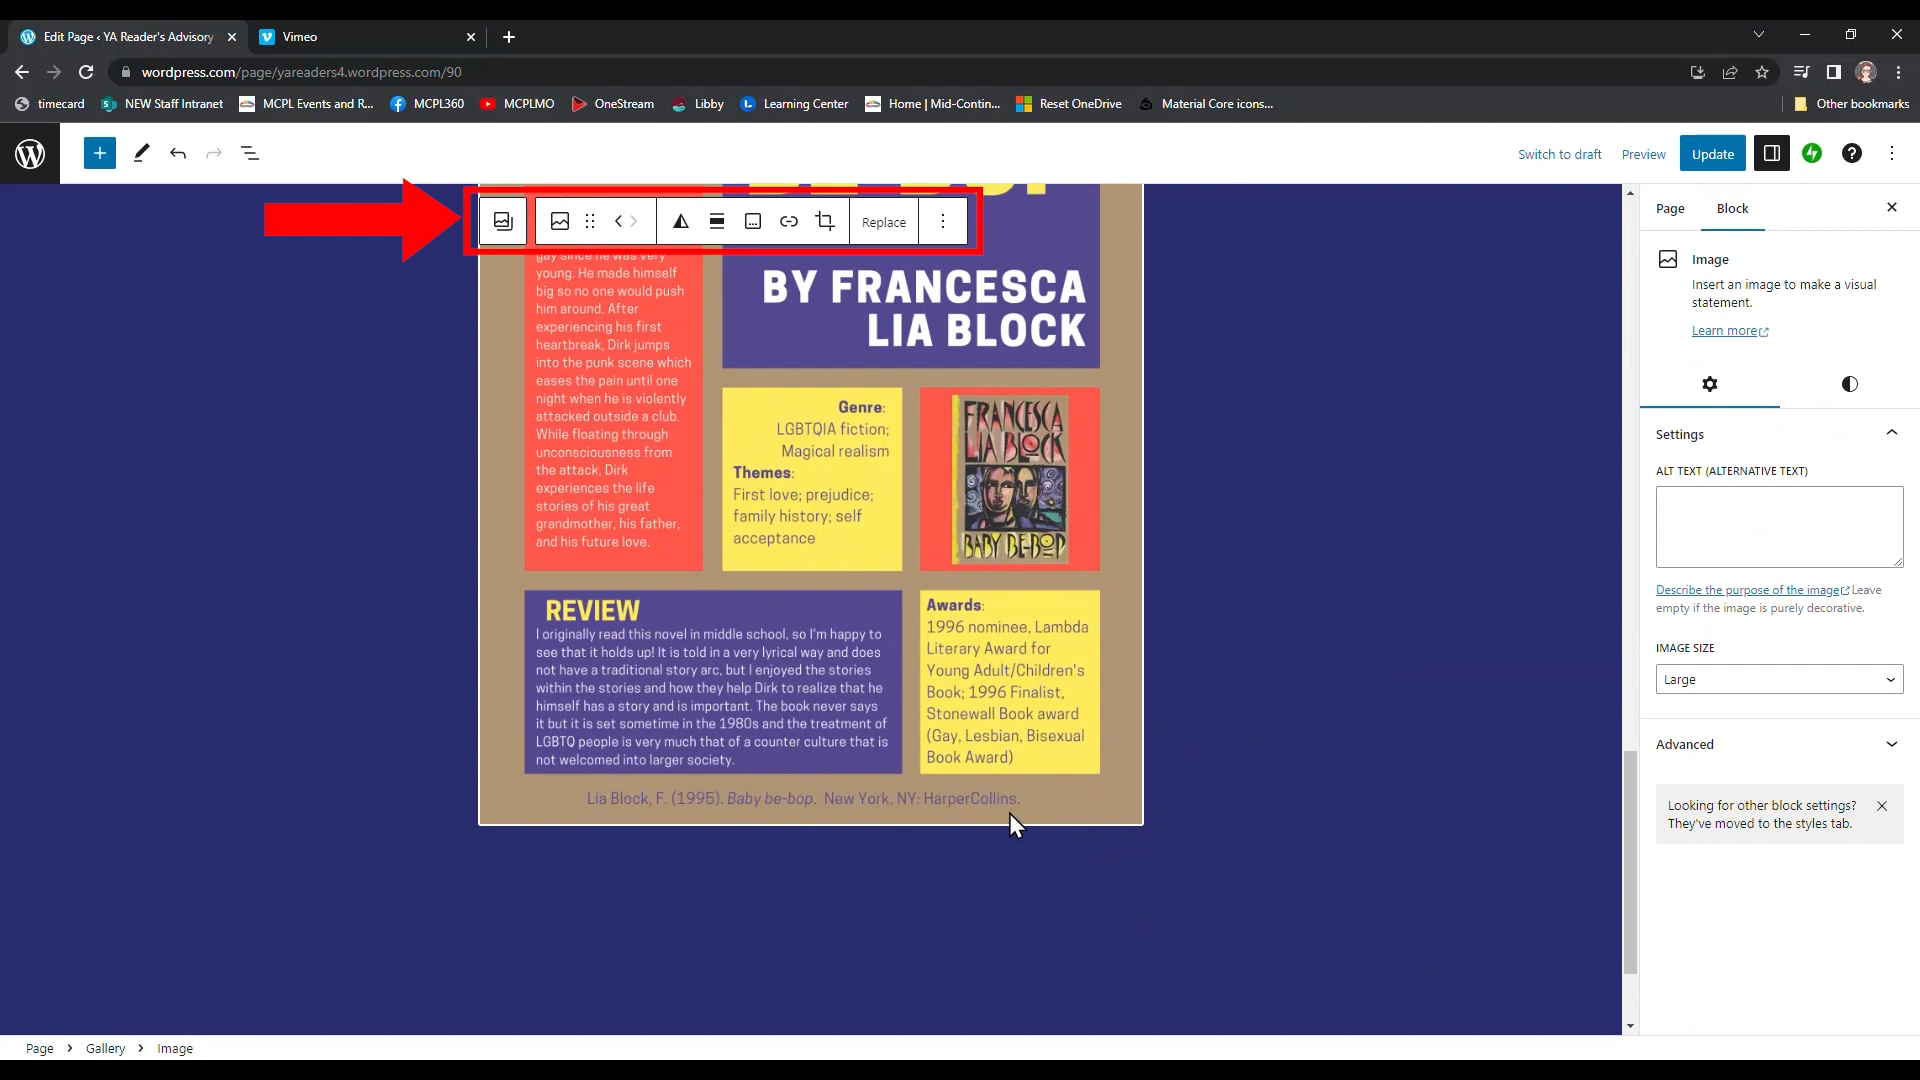 Edit Page ‹ YA Reader's Advisory
Vimeo
wordpress.com/page/yareaders4.wordpress.com/90
timecard
NEW Staff Intranet
MCPL Events and R...
MCPL360
MCPLMO
OneStream
Libby
Learning Center
Home | Mid-Contin...
Reset OneDrive
Material Core icons...
Other bookmarks
Switch to draft
Preview
Update
Replace
gay since he was very
young. He made himself
big so no one would push
him around. After
experiencing his first
heartbreak, Dirk jumps
into the punk scene which
eases the pain until one
night when he is violently
attacked outside a club.
While floating through
unconsciousness from
the attack, Dirk
experiences the life
stories of his great
grandmother, his father,
and his future love.
BY FRANCESCA
LIA BLOCK
Genre:
LGBTQIA fiction;
Magical realism
Themes:
First love; prejudice;
family history; self
acceptance
FRANCESCA
LIA BLOCK
BABY BE-BOP
REVIEW
I originally read this novel in middle school, so I'm happy to
see that it holds up! It is told in a very lyrical way and does
not have a traditional story arc, but I enjoyed the stories
within the stories and how they help Dirk to realize that he
himself has a story and is important. The book never says
it but it is set sometime in the 1980s and the treatment of
LGBTQ people is very much that of a counter culture that is
not welcomed into larger society.
Awards:
1996 nominee, Lambda
Literary Award for
Young Adult/Children's
Book; 1996 Finalist,
Stonewall Book award
(Gay, Lesbian, Bisexual
Book Award)
Lia Block, F. (1995). Baby be-bop. New York, NY: HarperCollins.
Page
Block
Image
Insert an image to make a visual
statement.
Learn more
Settings
ALT TEXT (ALTERNATIVE TEXT)
Describe the purpose of the image Leave
empty if the image is purely decorative.
IMAGE SIZE
Large
Advanced
Looking for other block settings?
They've moved to the styles tab.
Page › Gallery › Image